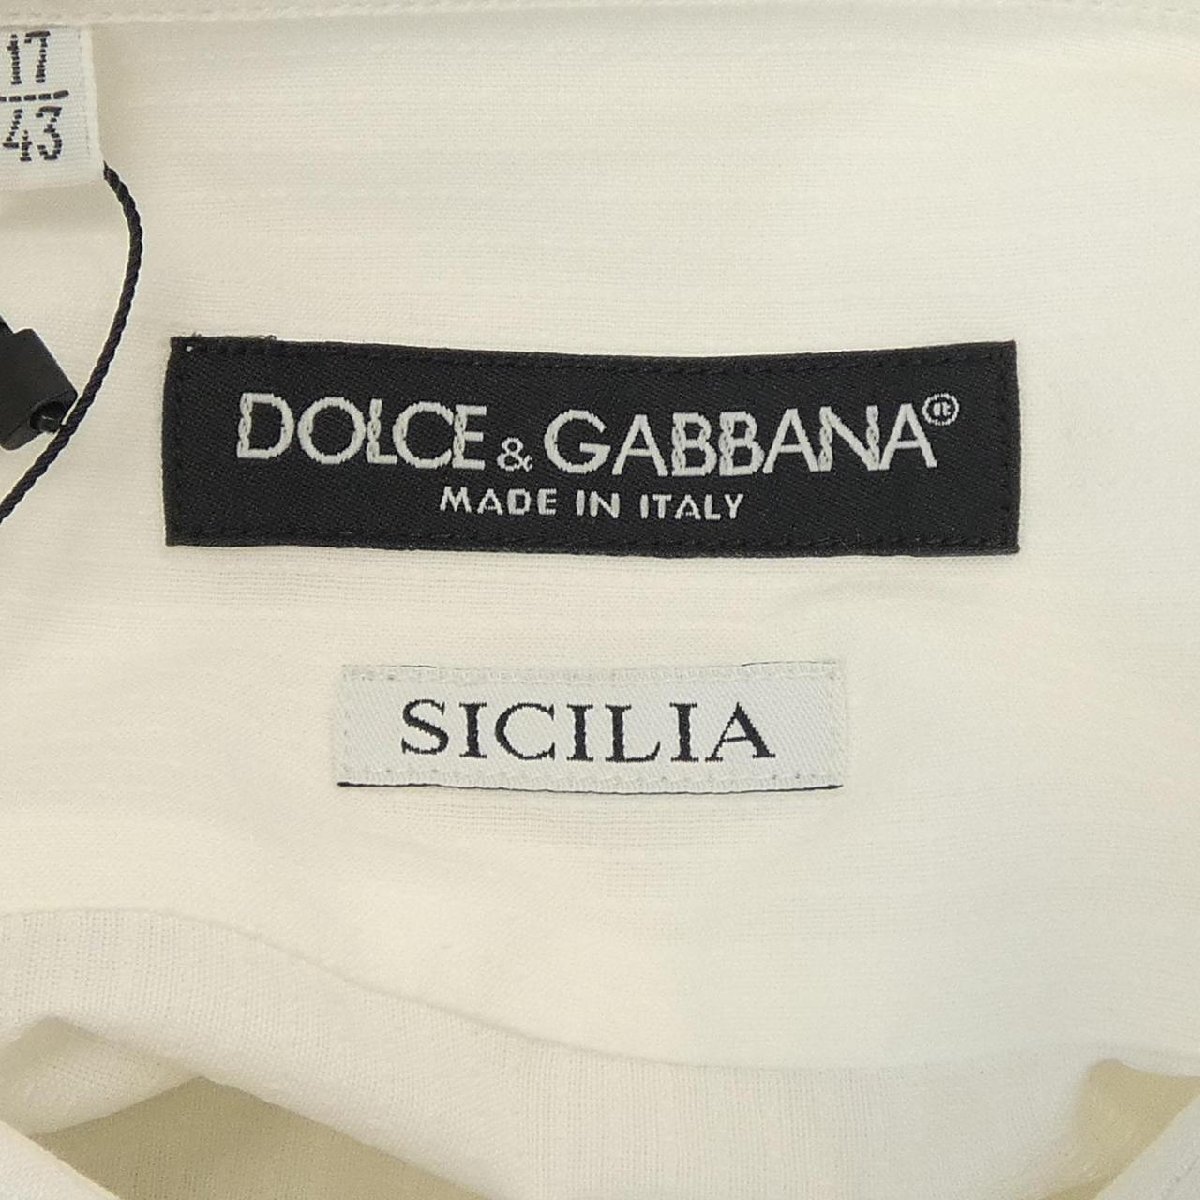 17
43
DOLCE & GABBANA®
MADE IN ITALY
SICILIA